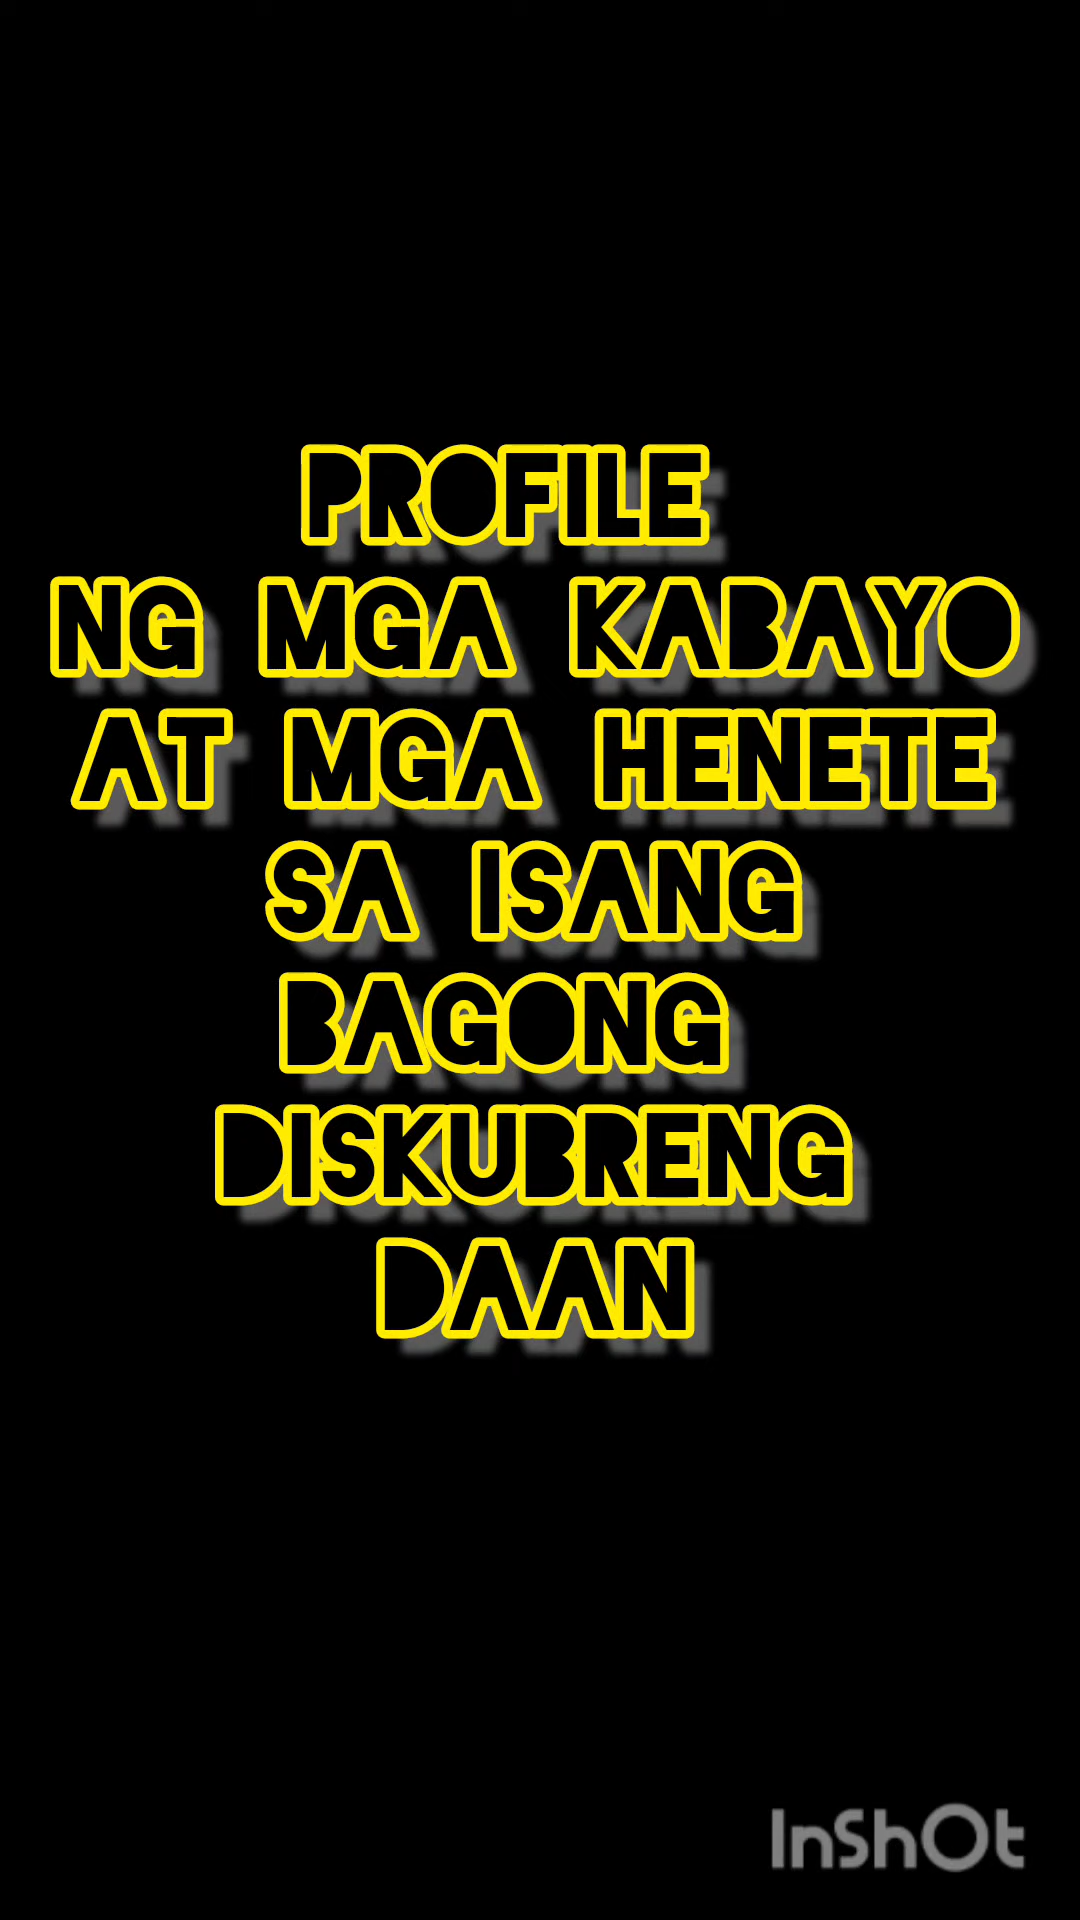 PROFILE
NG MGA KABAYO
AT MGA HENETE
SA ISANG
BAGONG
DISKUBRENG
DAAN
InShOt